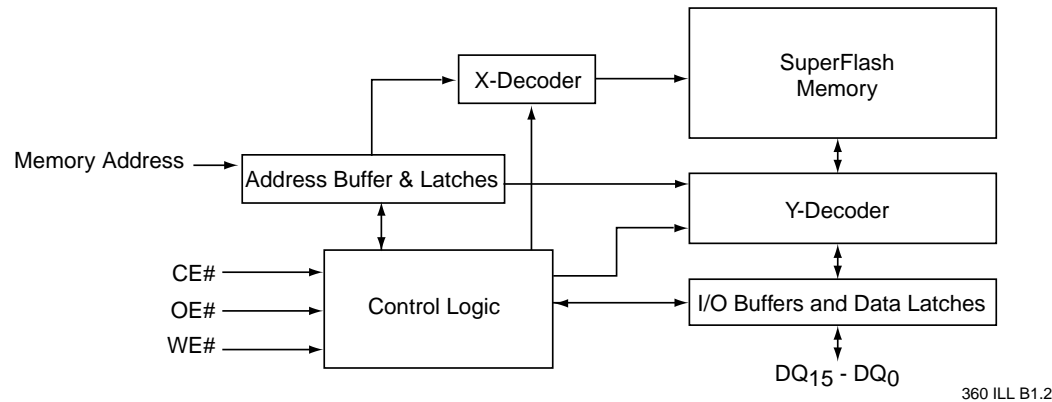 SuperFlash
Memory
X-Decoder
Memory Address
Address Buffer & Latches
Y-Decoder
CE#
OE#
WE#
Control Logic
I/O Buffers and Data Latches
DQ15 - DQ0
360 ILL B1.2